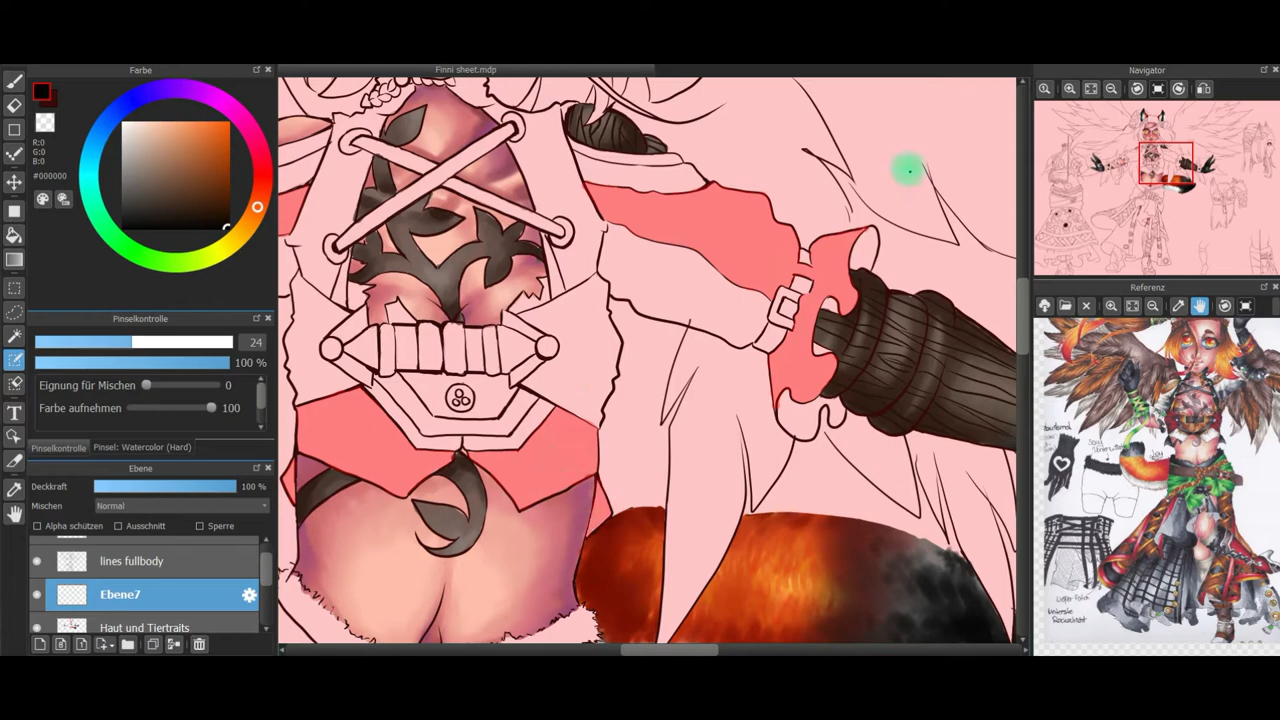 Farbe
Finni sheet.mdp
Navigator
R:0
G:0
B:0
#000000
Referenz
Pinselkontrolle
24
100 %
Eignung für Mischen
0
Farbe aufnehmen
100
Pinselkontrolle
Pinsel: Watercolor (Hard)
Ebene
Deckkraft
100 %
Mischen
Normal
Alpha schützen
Ausschnitt
Sperre
lines fullbody
Ebene7
Haut und Tiertraits